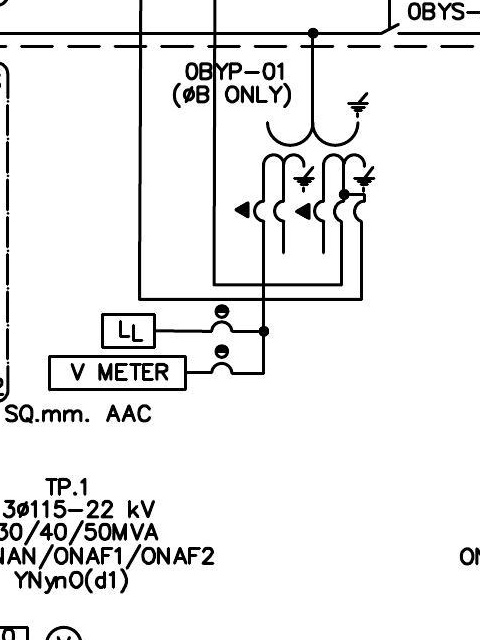 0BYS-
0BYP-01
(øB ONLY)
LL
V METER
SQ.mm. AAC
TP.1
3ø115-22 kV
30/40/50MVA
NAN/ONAF1/ONAF2
YNyn0(d1)